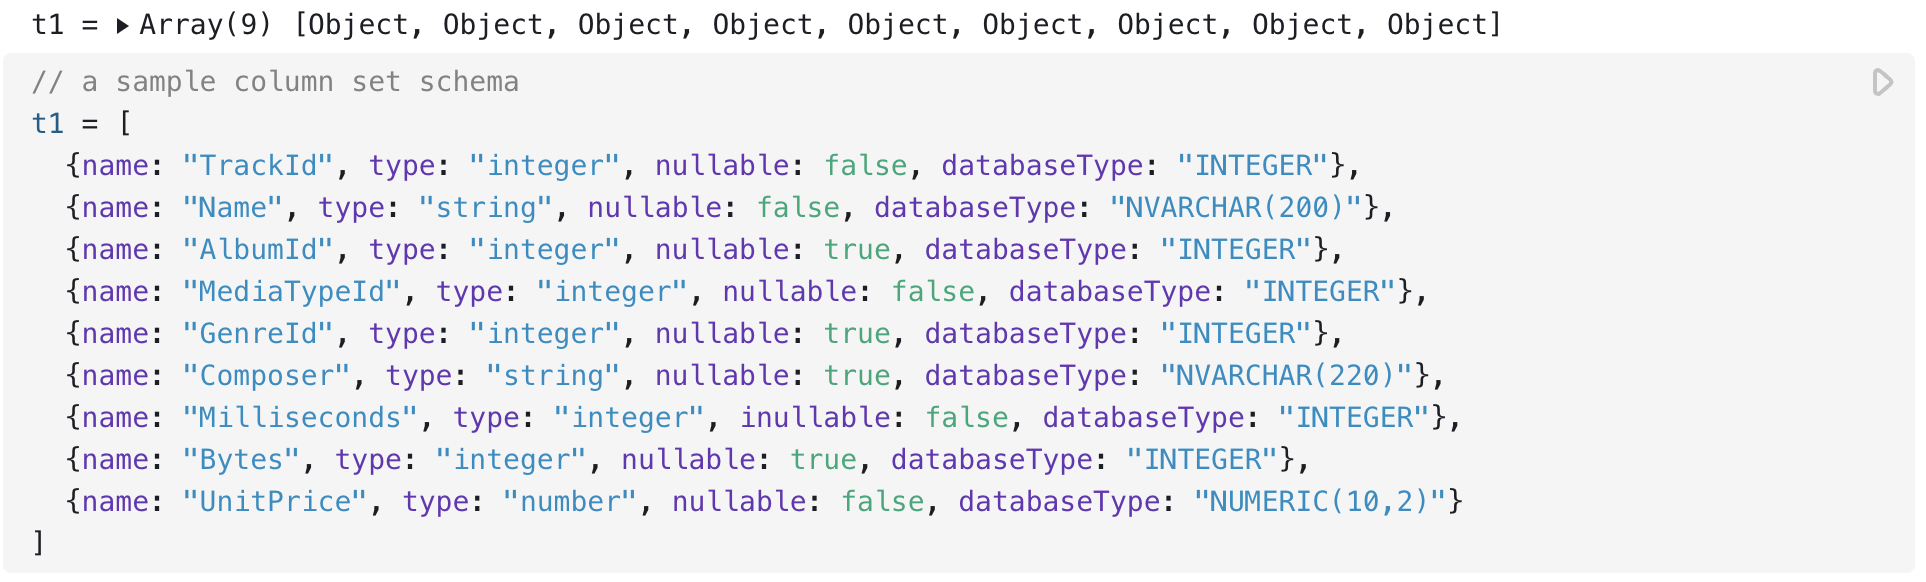 t1 = ▸Array(9) [Object, Object, Object, Object, Object, Object, Object, Object, Object]
// a sample column set schema
t1 = [
  {name: "TrackId", type: "integer", nullable: false, databaseType: "INTEGER"},
  {name: "Name", type: "string", nullable: false, databaseType: "NVARCHAR(200)"},
  {name: "AlbumId", type: "integer", nullable: true, databaseType: "INTEGER"},
  {name: "MediaTypeId", type: "integer", nullable: false, databaseType: "INTEGER"},
  {name: "GenreId", type: "integer", nullable: true, databaseType: "INTEGER"},
  {name: "Composer", type: "string", nullable: true, databaseType: "NVARCHAR(220)"},
  {name: "Milliseconds", type: "integer", inullable: false, databaseType: "INTEGER"},
  {name: "Bytes", type: "integer", nullable: true, databaseType: "INTEGER"},
  {name: "UnitPrice", type: "number", nullable: false, databaseType: "NUMERIC(10,2)"}
]